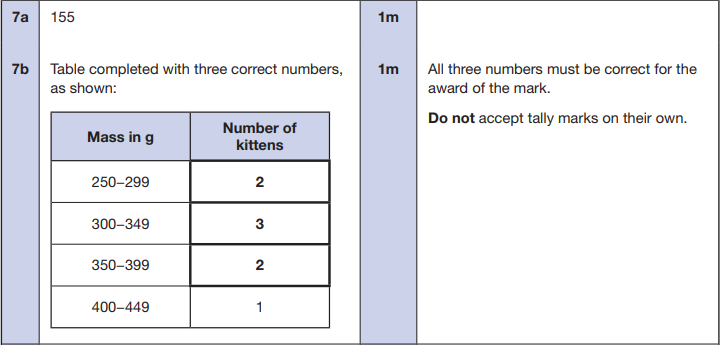 7a 155 1m
7b Table completed with three correct numbers, 1m All three numbers must be correct for the
as shown: award of the mark.
Do not accept tally marks on their own.
Mass in g Number of
kittens
250–299 2
300–349 3
350–399 2
400–449 1